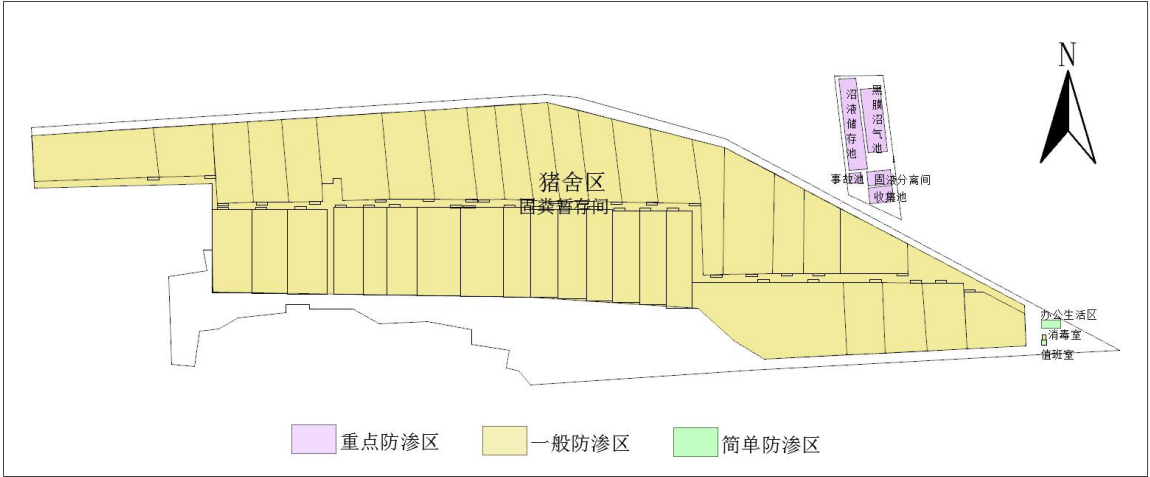 N
沼液储存池
黑膜沼气池
猪舍区
事故池
固液分离间
收集池
固粪暂存间
办公生活区
消毒室
值班室
重点防渗区
一般防渗区
简单防渗区